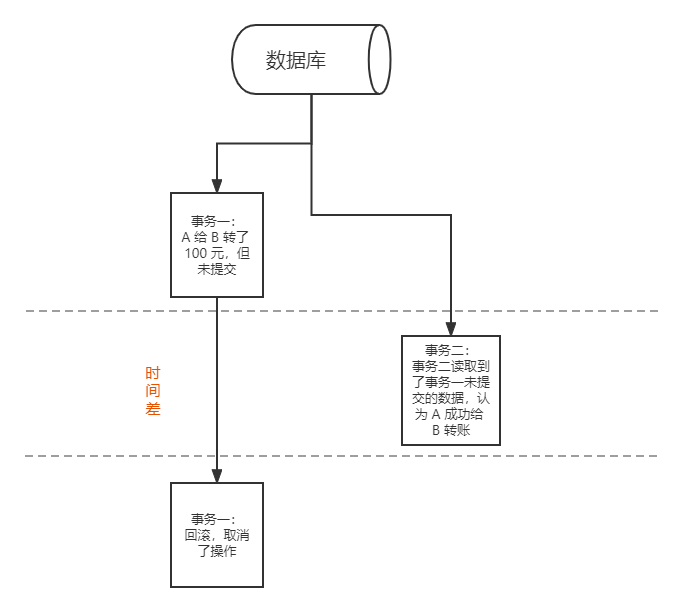 数据库
事务一：
A 给 B 转了
100 元，但
未提交
时
间
差
事务二：
事务二读取到
了事务一未提
交的数据，认
为 A 成功给
B 转账
事务一：
回滚，取消
了操作